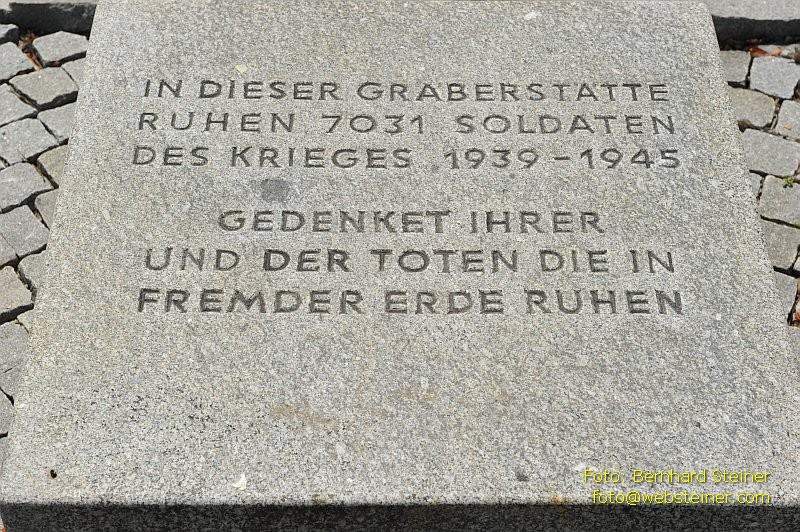 IN DIESER GRÄBERSTÄTTE
RUHEN 7031 SOLDATEN
DES KRIEGES 1939-1945
GEDENKET IHRER
UND DER TOTEN DIE IN
FREMDER ERDE RUHEN
Foto: Bernhard Steiner
foto@websteiner.com